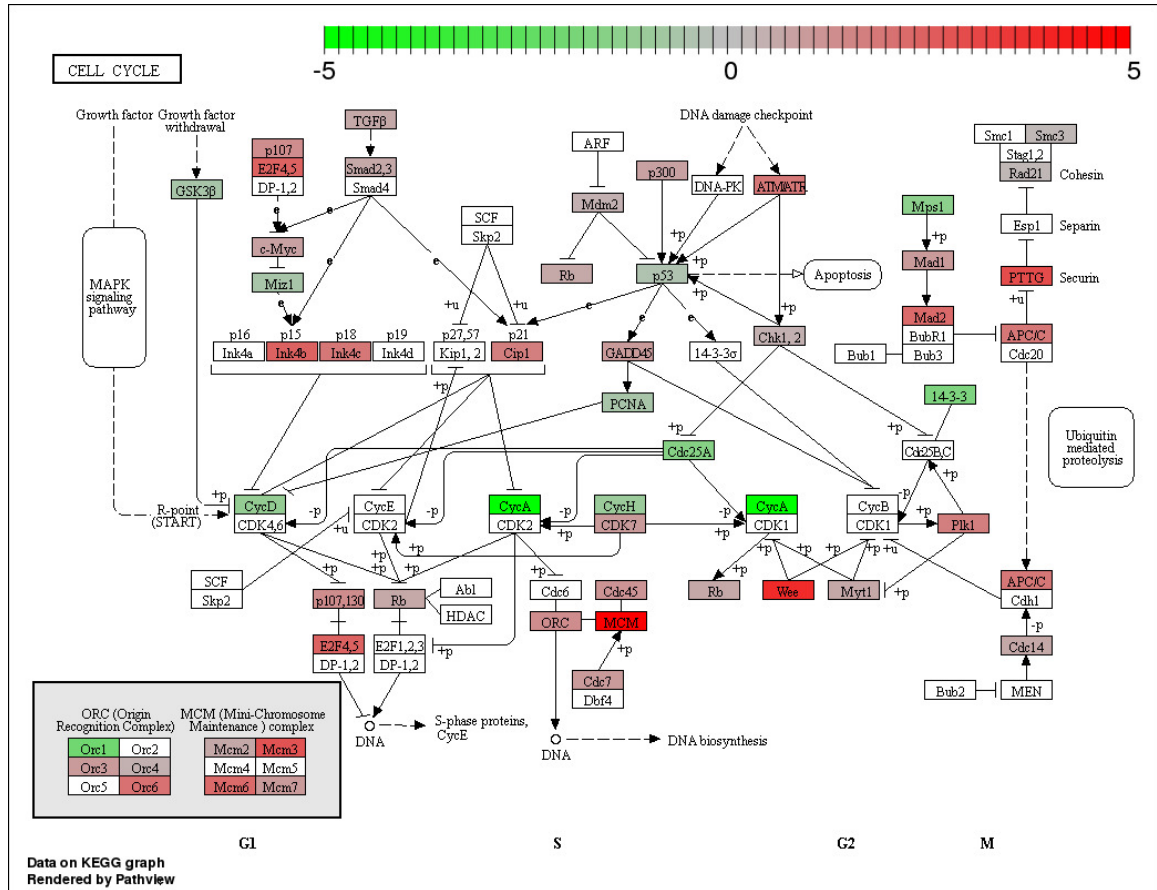 -5
0
5
CELL CYCLE
Growth factor
Growth factor
withdrawal
TGFβ
DNA damage checkpoint
Smc1
Smc3
Stag1,2
Rad21
Cohesin
ARF
p107
E2F4,5
DP-1,2
Smad2,3
Smad4
p300
DNA-PK
ATM/ATR
GSK3β
Mdm2
Mps1
SCF
Skp2
Esp1
Separin
e
e
c-Myc
+p
+p
Mad1
Rb
p53
+p
Apoptosis
PTTG
Securin
MAPK
signaling
pathway
Miz1
e
e
e
+p
+u
+u
+u
e
e
e
+p
Mad2
BubR1
Bub3
Bub1
APC/C
Cdc20
p16
Ink4a
p15
Ink4b
p18
Ink4c
p19
Ink4d
p27,57
Kip1, 2
p21
Cip1
GADD45
14-3-3σ
Chk1, 2
+p
PCNA
14-3-3
+p
+p
Cdc25A
Cdc25B,C
Ubiquitin
mediated
proteolysis
R-point
(START)
+p
CycD
CDK4,6
-p
CycE
CDK2
-p
CycA
CDK2
-p
+p
CycH
CDK7
-p
+p
CycA
CDK1
CycB
CDK1
-p
+p
+p
Plk1
+u
+p
+p
+p
+p
+p
+p
+p
+p
+p
+u
SCF
Skp2
p107,130
Rb
Abl
HDAC
Cdc6
Cdc45
Rb
Wee
Myt1
+p
APC/C
Cdh1
ORC
MCM
-p
E2F4,5
DP-1,2
E2F1,2,3
DP-1,2
+p
+p
Cdc14
Cdc7
Dbf4
Bub2
MEN
ORC (Origin
Recognition Complex)
MCM (Mini-Chromosome
Maintenance ) complex
Orc1
Orc2
Orc3
Orc4
Orc5
Orc6
Mcm2
Mcm3
Mcm4
Mcm5
Mcm6
Mcm7
DNA
S-phase proteins,
CycE
DNA
DNA biosynthesis
G1
S
G2
M
Data on KEGG graph
Rendered by Pathview